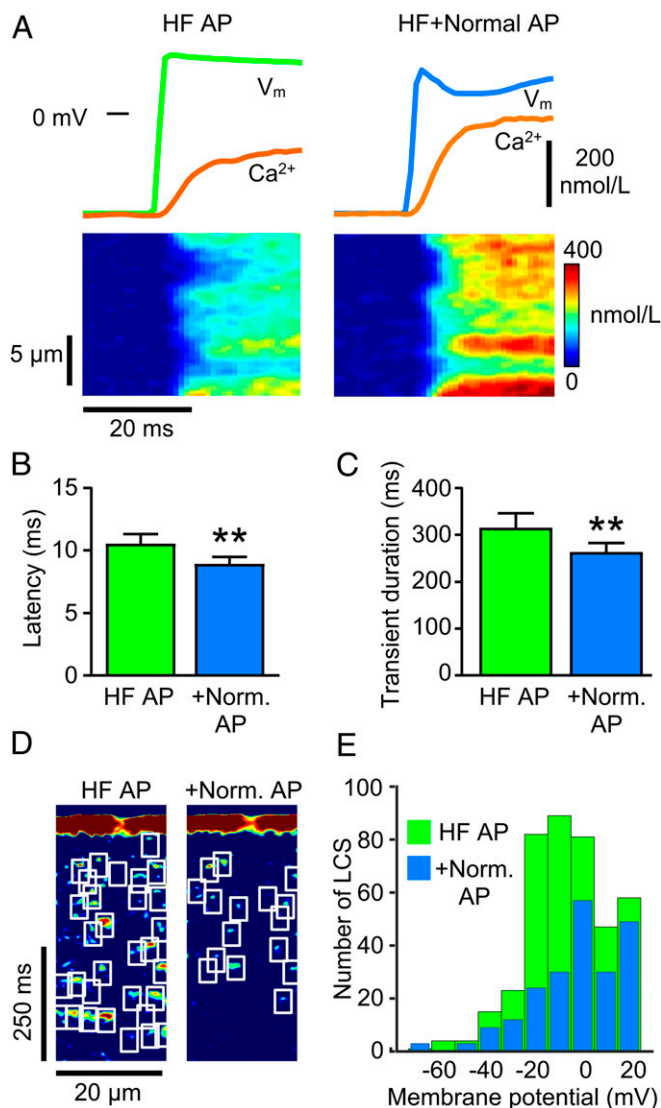 A
HF AP
HF+Normal AP
Vm
0 mV
Ca2+
Vm
Ca2+
200
nmol/L
400
nmol/L
0
5 µm
20 ms
B
Latency (ms)
15
10
5
0
**
HF AP
+Norm.
AP
C
Transient duration (ms)
400
300
200
300
100
0
**
HF AP
+Norm.
AP
D
HF AP
+Norm. AP
250 ms
20 µm
E
Number of LCS
100
80
60
40
20
0
HF AP
+Norm.
AP
-60
-40
-20
0
20
Membrane potential (mV)